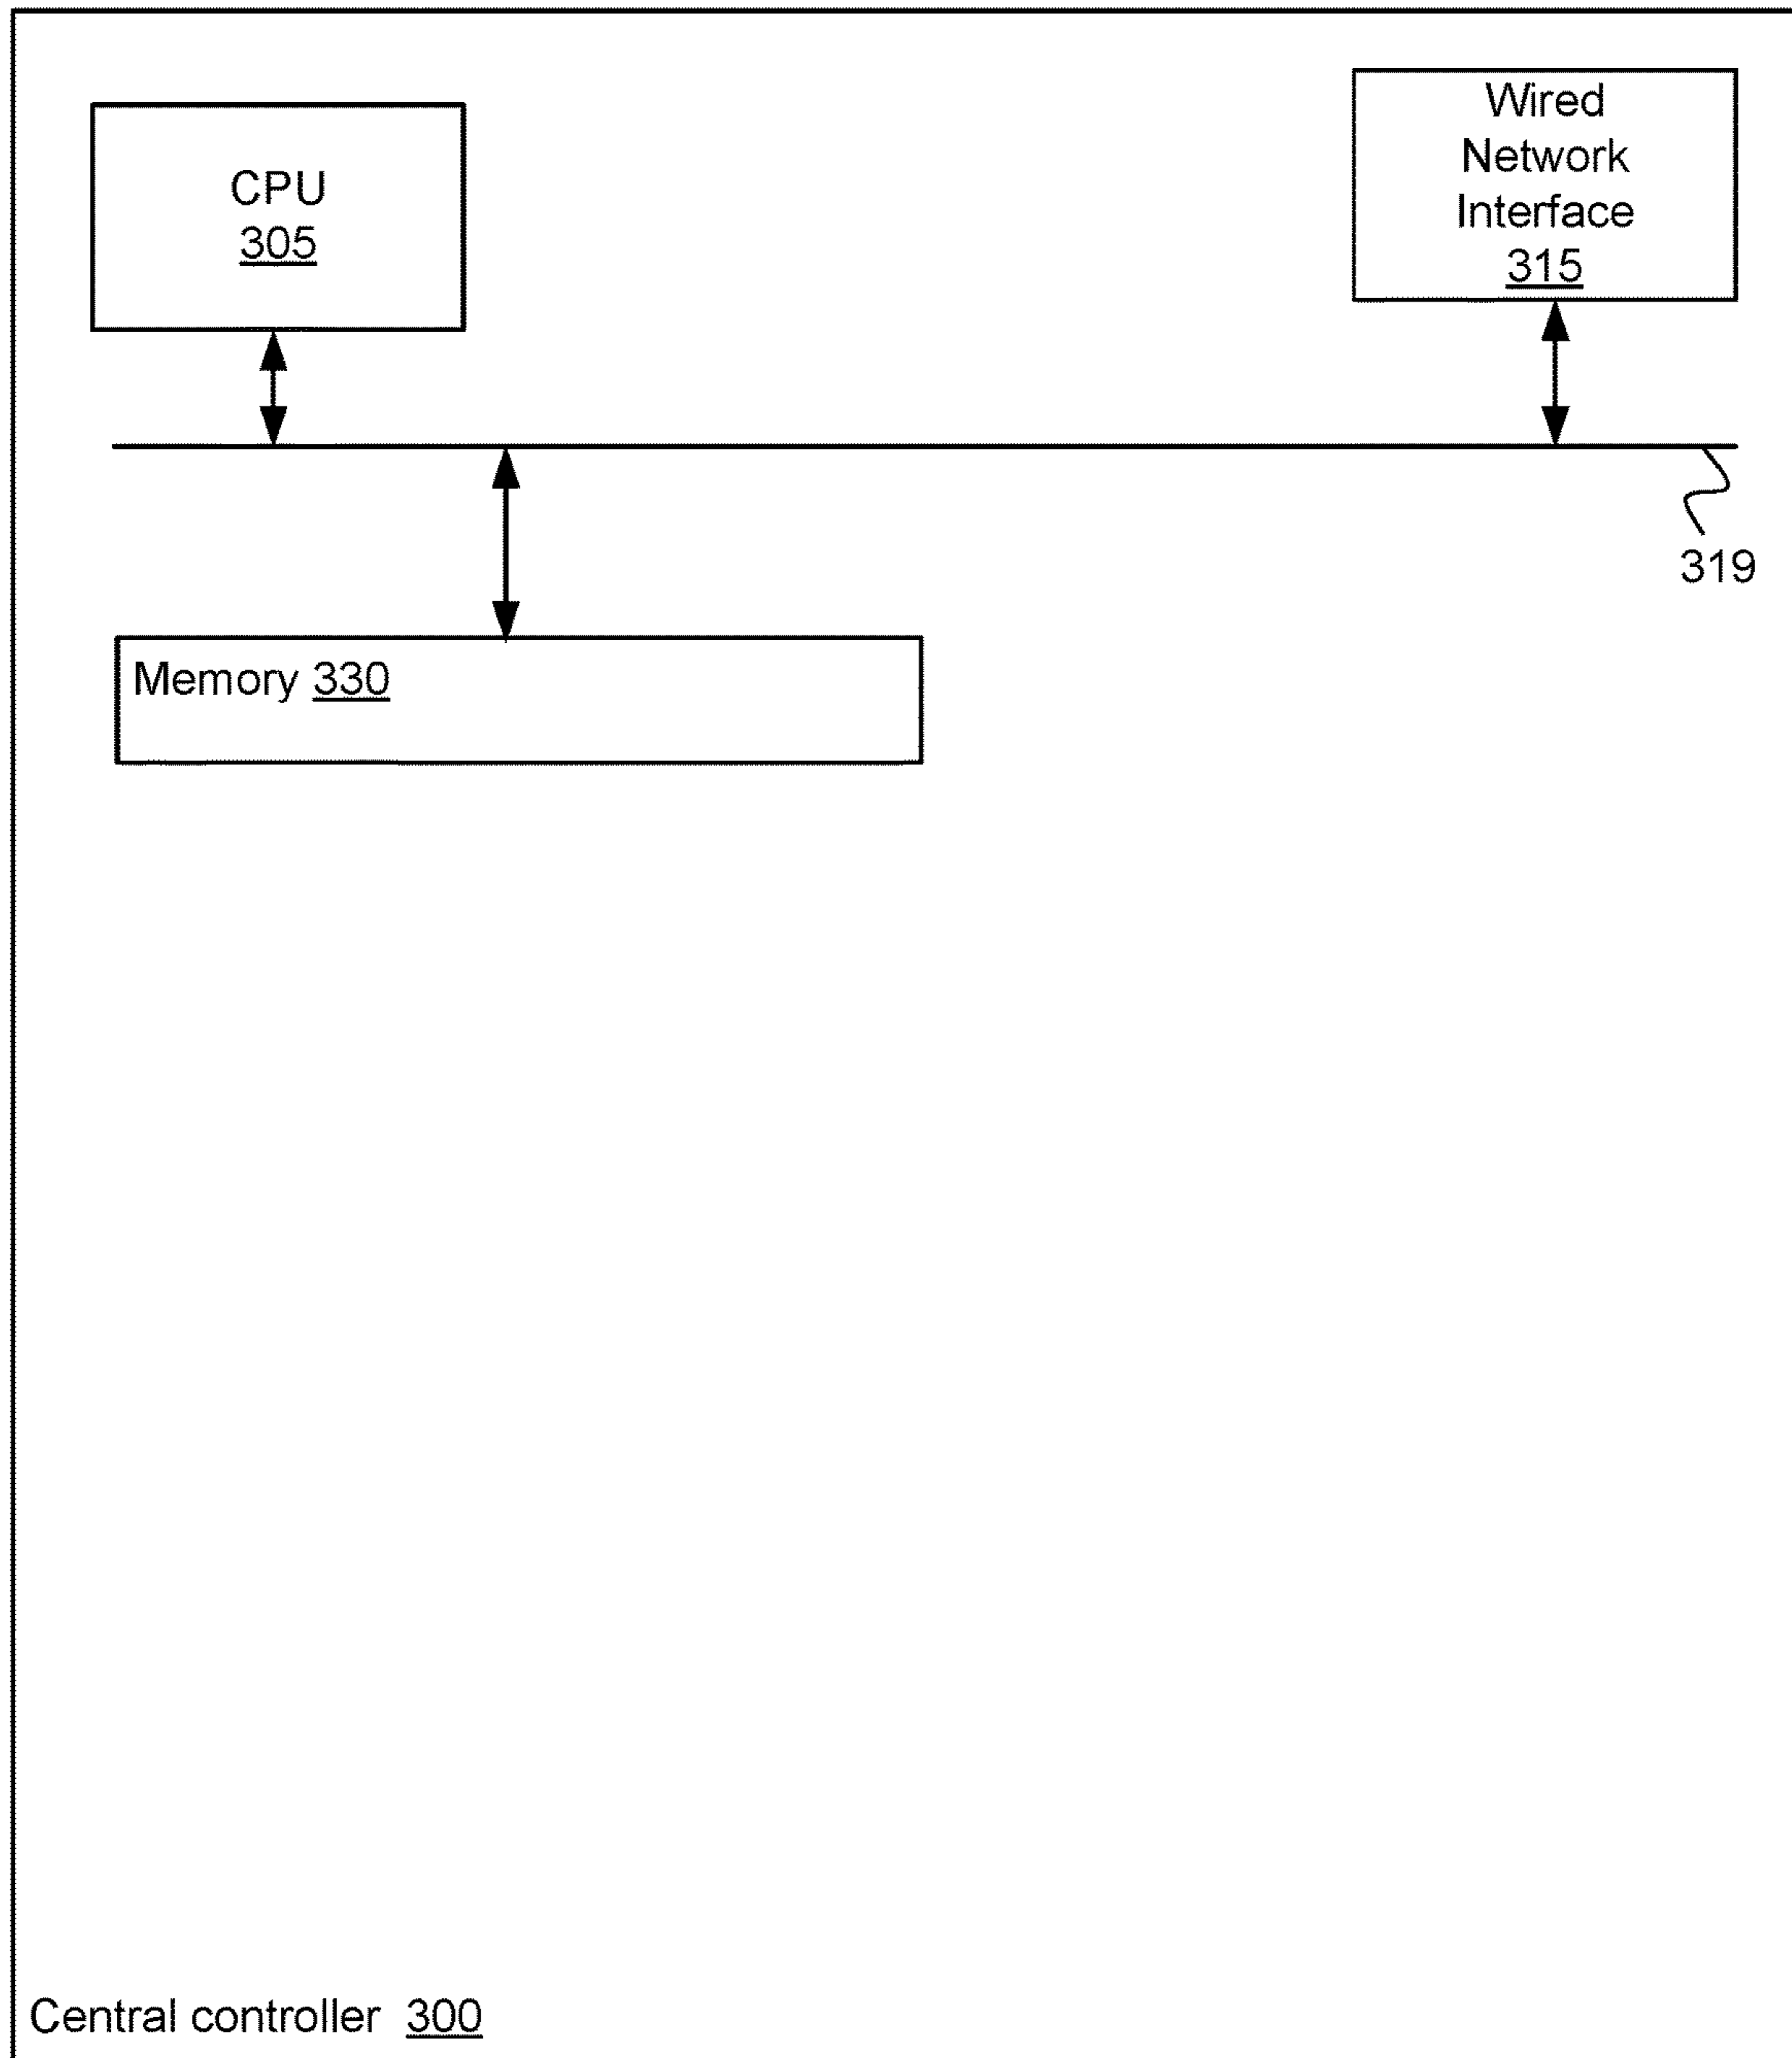 CPU
305
Wired
Network
Interface
315
319
Memory 330
Central controller 300